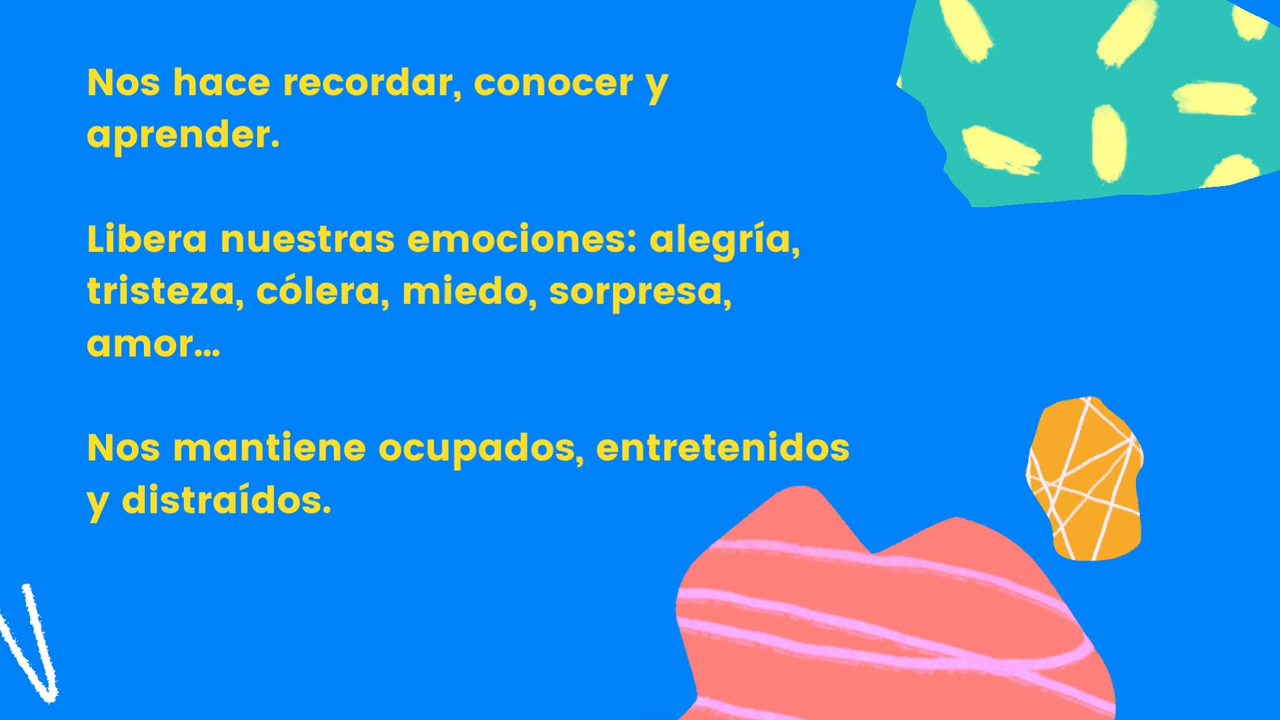 Nos hace recordar, conocer y
aprender.
Libera nuestras emociones: alegría,
tristeza, cólera, miedo, sorpresa,
amor...
Nos mantiene ocupados, entretenidos
y distraídos.